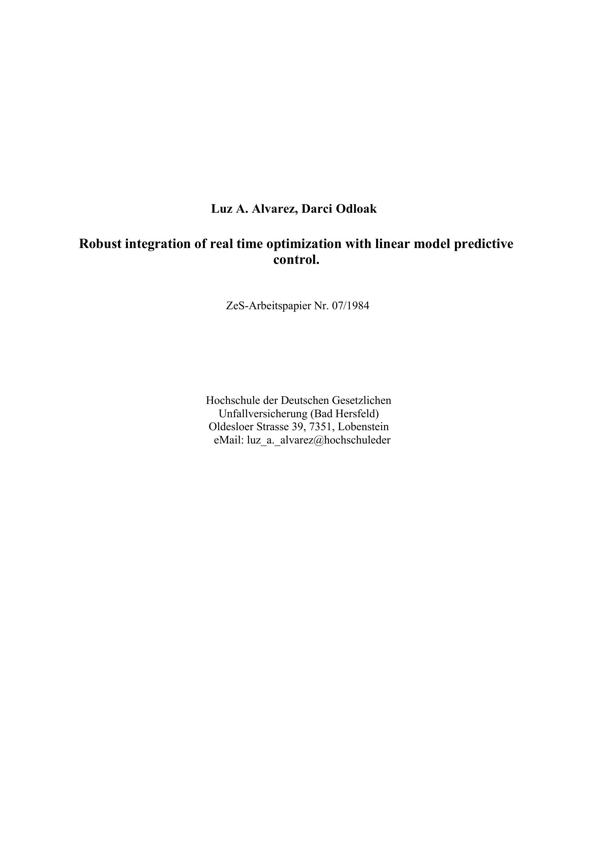 Luz A. Alvarez, Darci Odloak
Robust integration of real time optimization with linear model predictive
control.
ZeS-Arbeitspapier Nr. 07/1984
Hochschule der Deutschen Gesetzlichen
Unfallversicherung (Bad Hersfeld)
Oldesloer Strasse 39, 7351, Lobenstein
eMail: luz_a._alvarez@hochschuleder